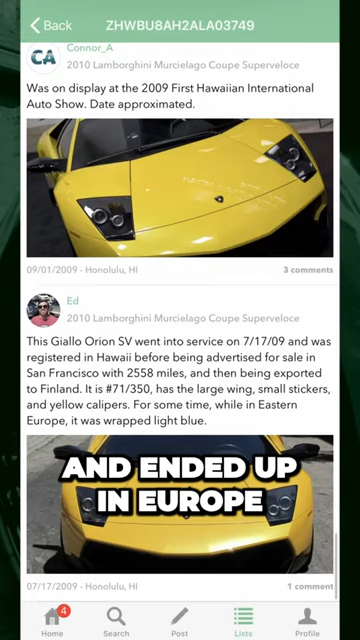 Back
ZHWBU8AH2ALA03749
CA
Connor_A
2010 Lamborghini Murcielago Coupe Superveloce
Was on display at the 2009 First Hawaiian International
Auto Show. Date approximated.
09/01/2009 - Honolulu, HI
3 comments
Ed
2010 Lamborghini Murcielago Coupe Superveloce
This Giallo Orion SV went into service on 7/17/09 and was
registered in Hawaii before being advertised for sale in
San Francisco with 2558 miles, and then being exported
to Finland. It is #71/350, has the large wing, small stickers,
and yellow calipers. For some time, while in Eastern
Europe, it was wrapped light blue.
AND ENDED UP
IN EUROPE
07/17/2009 - Honolulu, HI
1 comment
4
Home
Search
Post
Lists
Profile